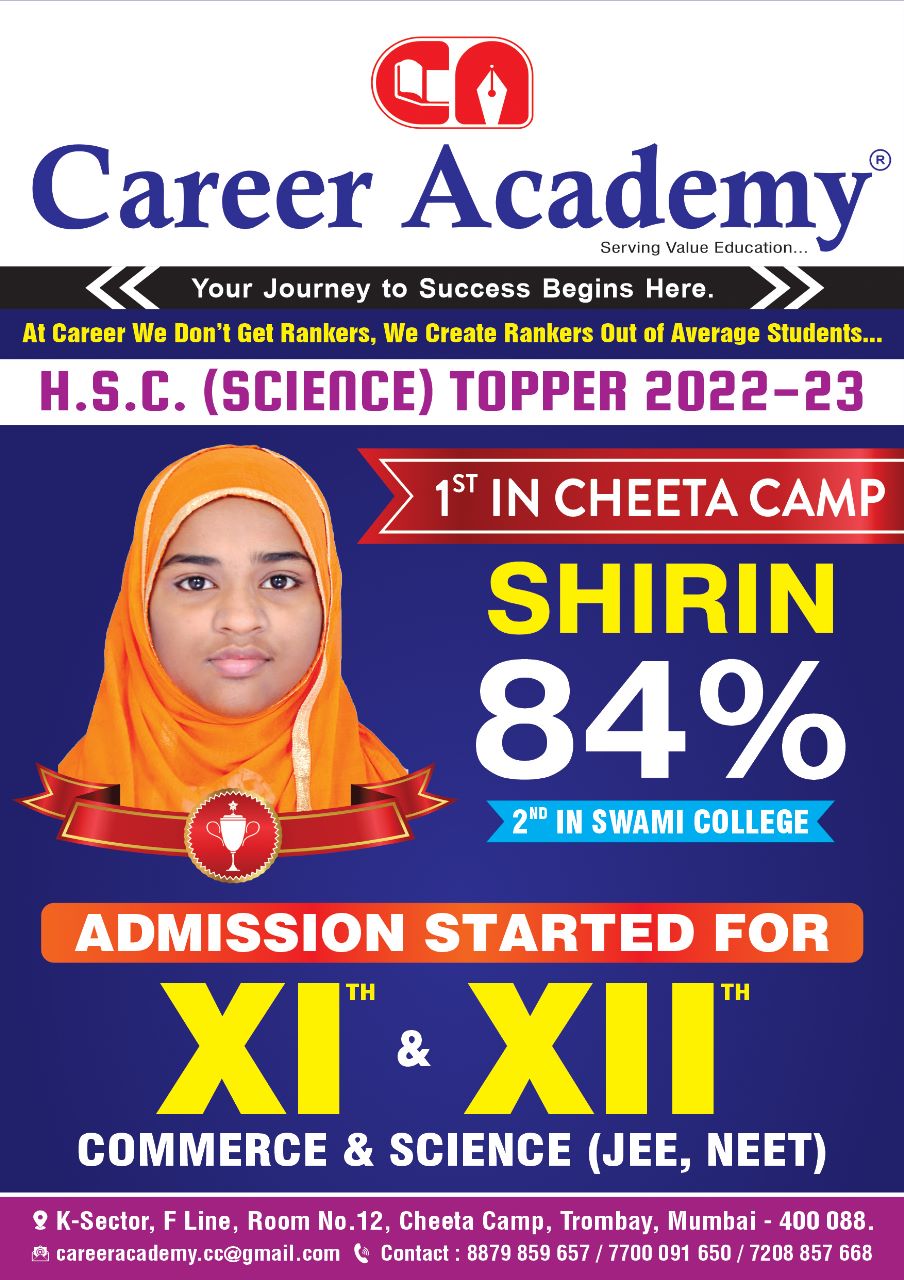 Career Academy®
Serving Value Education...
Your Journey to Success Begins Here.
At Career We Don't Get Rankers, We Create Rankers Out of Average Students...
H.S.C. (SCIENCE) TOPPER 2022-23
1ST IN CHEETA CAMP
SHIRIN
84%
2ND IN SWAMI COLLEGE
ADMISSION STARTED FOR
XITH & XIITH
COMMERCE & SCIENCE (JEE, NEET)
K-Sector, F Line, Room No.12, Cheeta Camp, Trombay, Mumbai - 400 088.
careeracademy.cc@gmail.com Contact : 8879 859 657 / 7700 091 650 / 7208 857 668